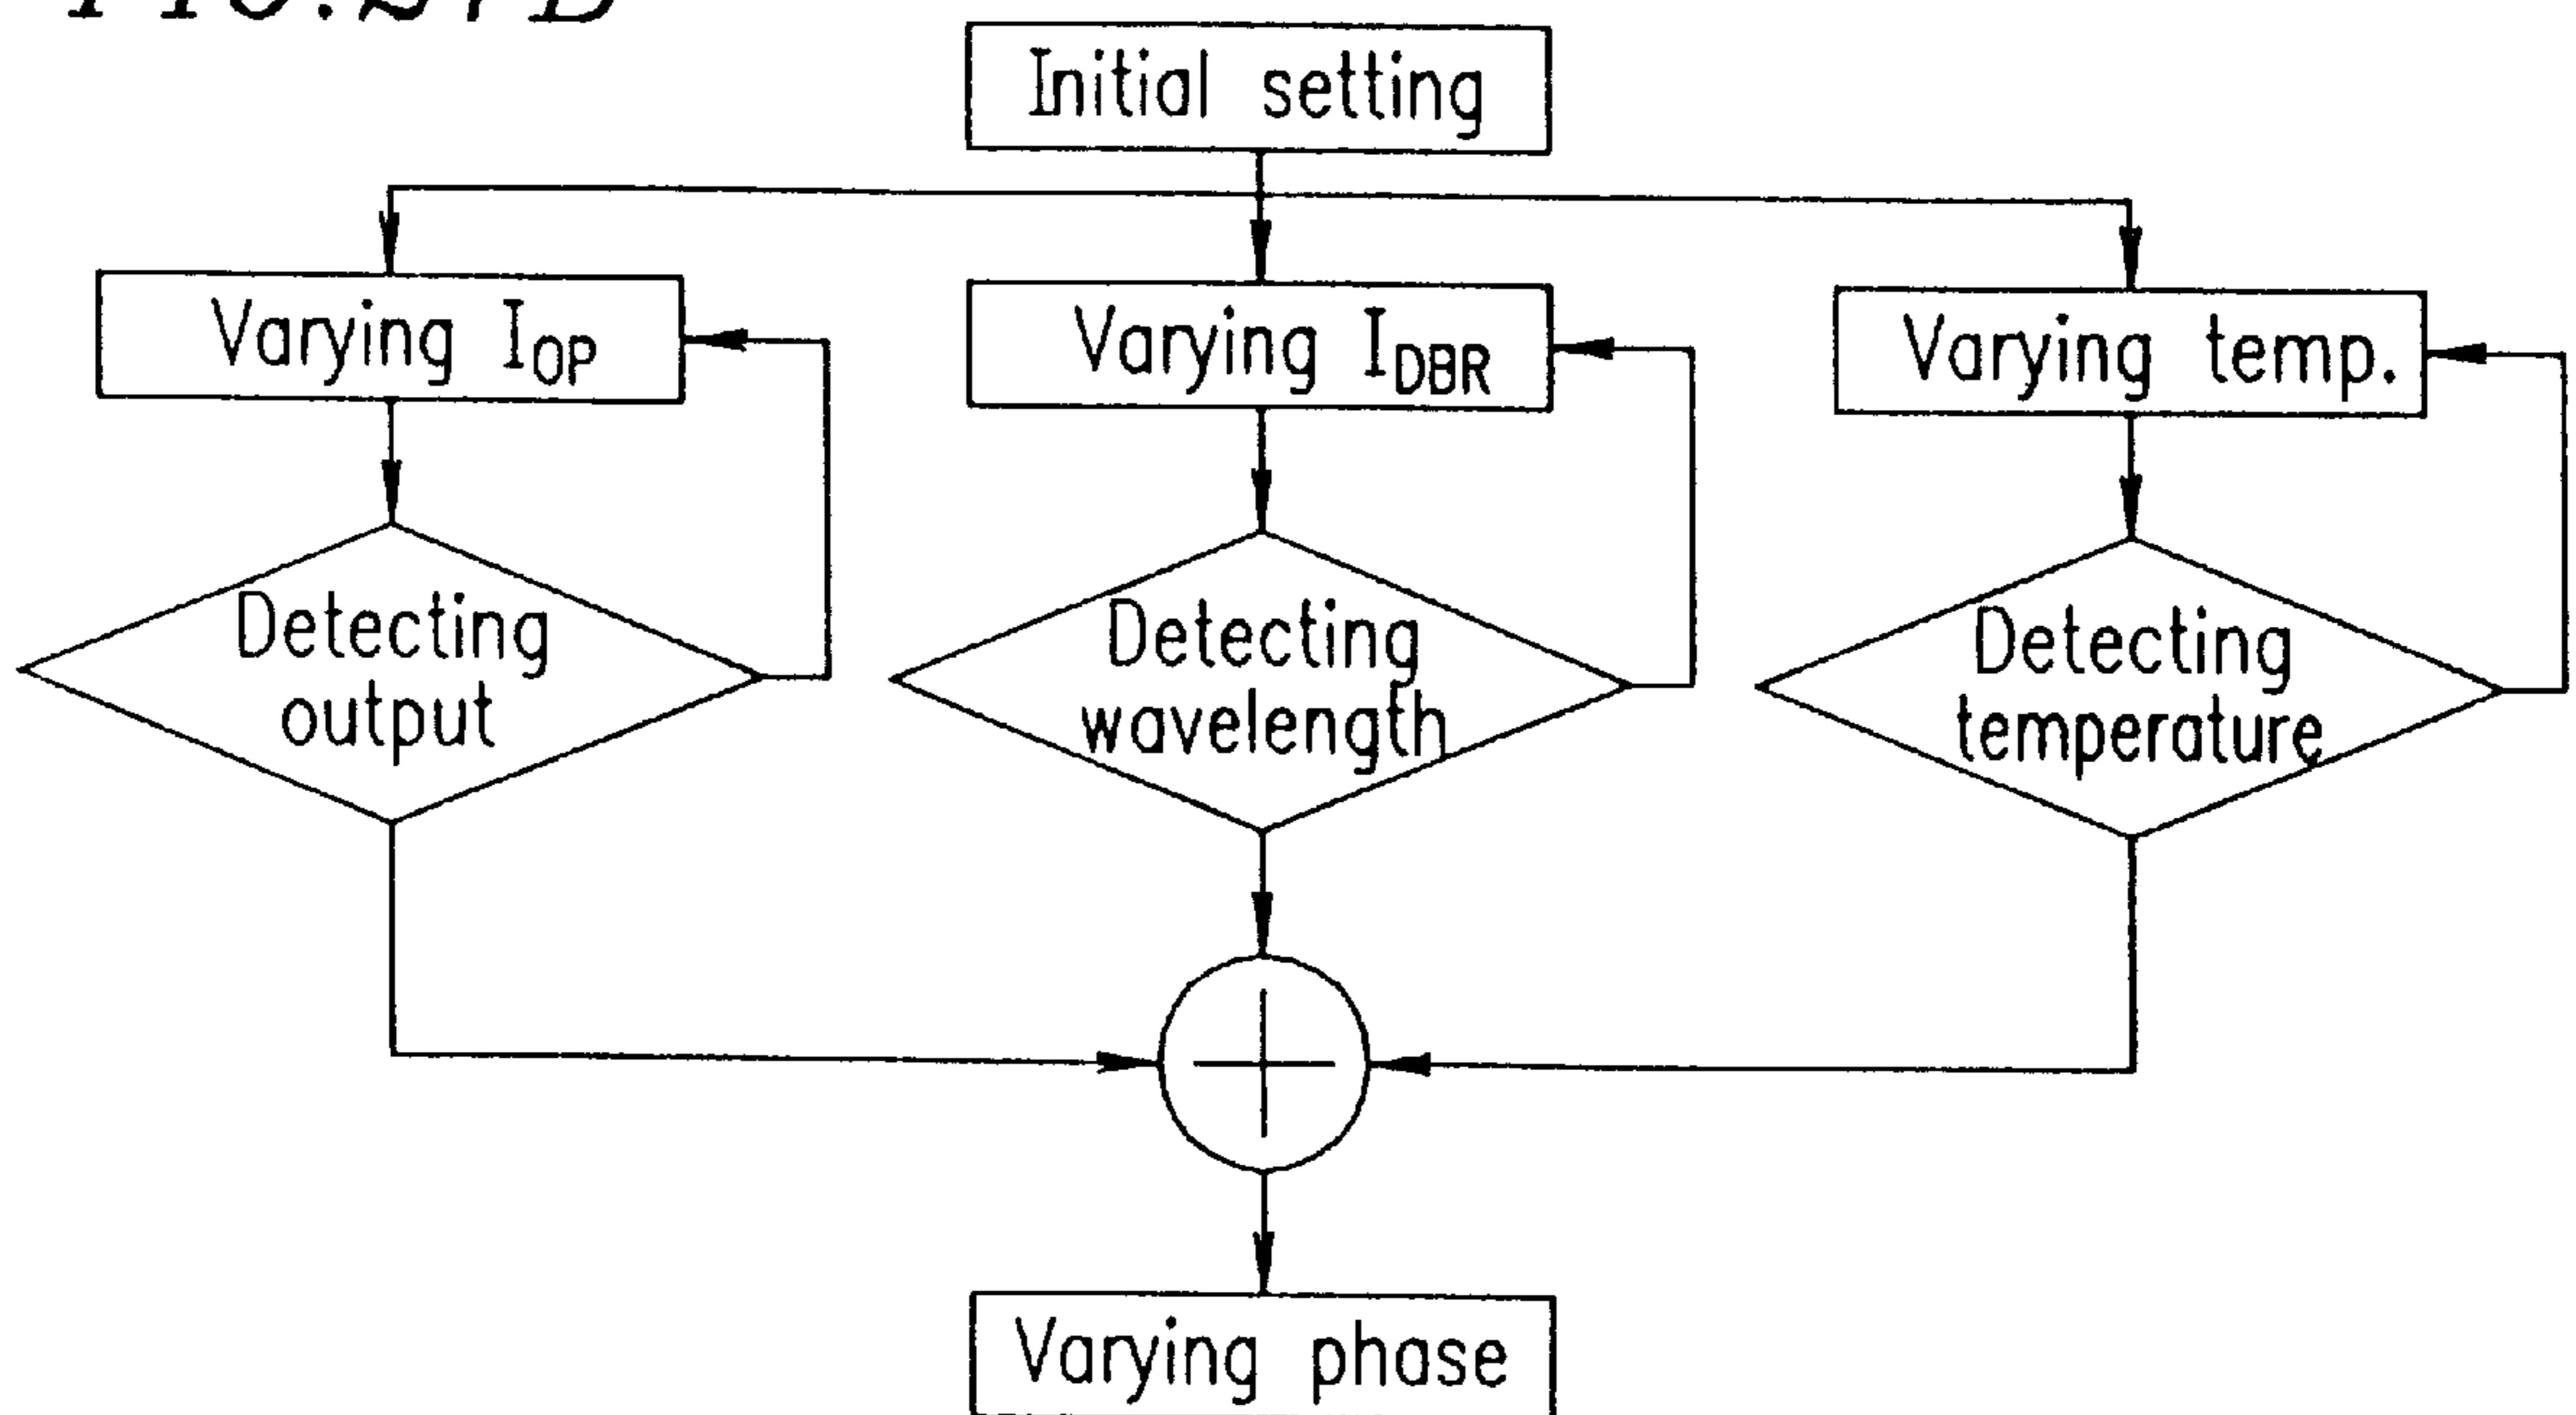 Initial setting
Varying I_OP
Varying I_DBR
Varying temp.
Detecting
output
Detecting
wavelength
Detecting
temperature
Varying phase